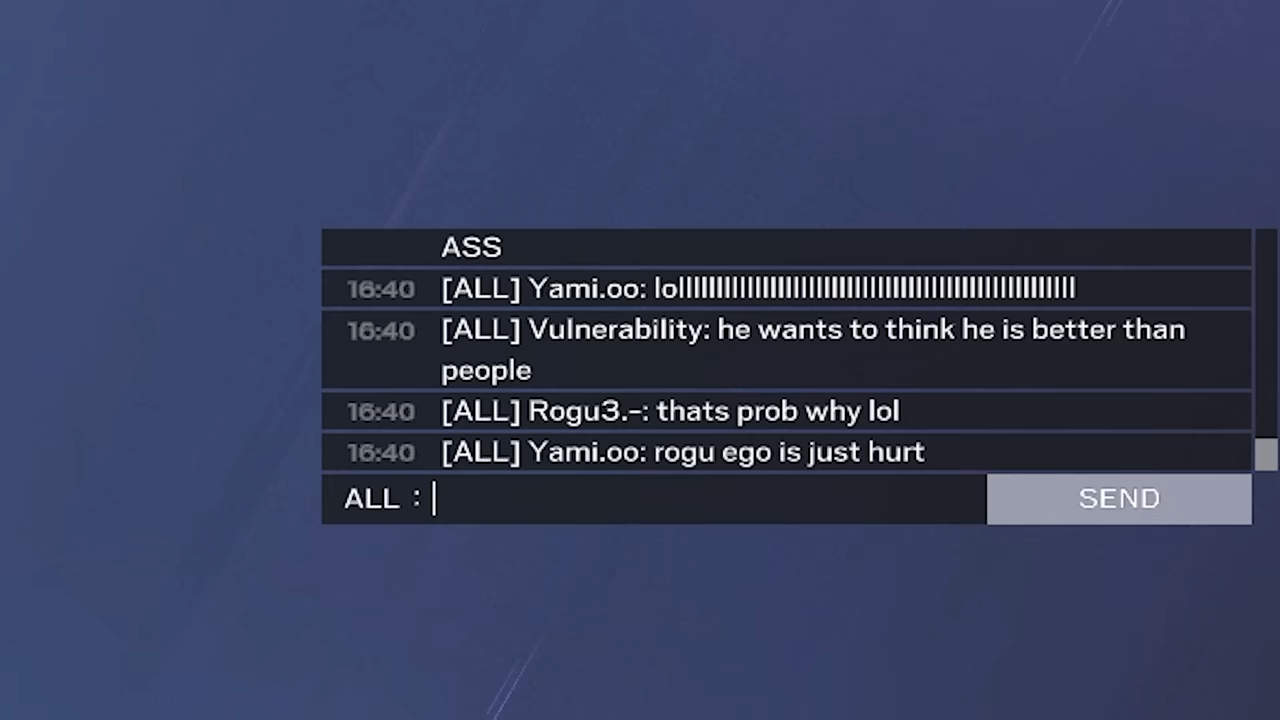 ASS
16:40 [ALL] Yami.oo: lolllllllllllllllllllllllllllllllllllllllllllllllllll
16:40 [ALL] Vulnerability: he wants to think he is better than
people
16:40 [ALL] Rogu3.-: thats prob why lol
16:40 [ALL] Yami.oo: rogu ego is just hurt
ALL : SEND